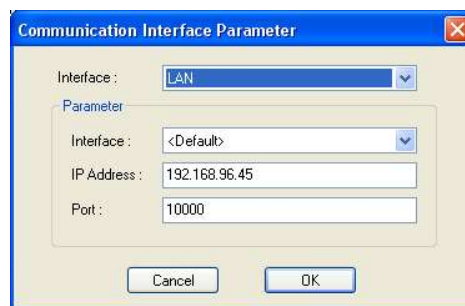 Communication Interface Parameter
Interface : LAN
Parameter
Interface : <Default>
IP Address : 192.168.96.45
Port : 10000
Cancel OK